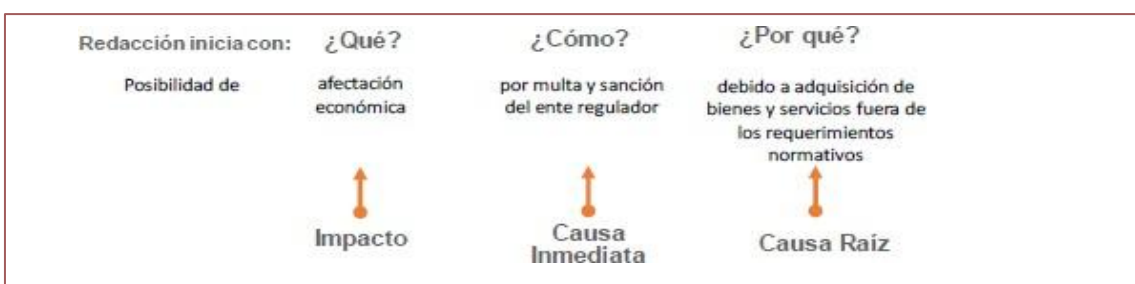 Redacción inicia con:
¿Qué?
¿Cómo?
¿Por qué?
Posibilidad de
afectación
económica
por multa y sanción
del ente regulador
debido a adquisición de
bienes y servicios fuera de
los requerimientos
normativos
Impacto
Causa
Inmediata
Causa Raíz